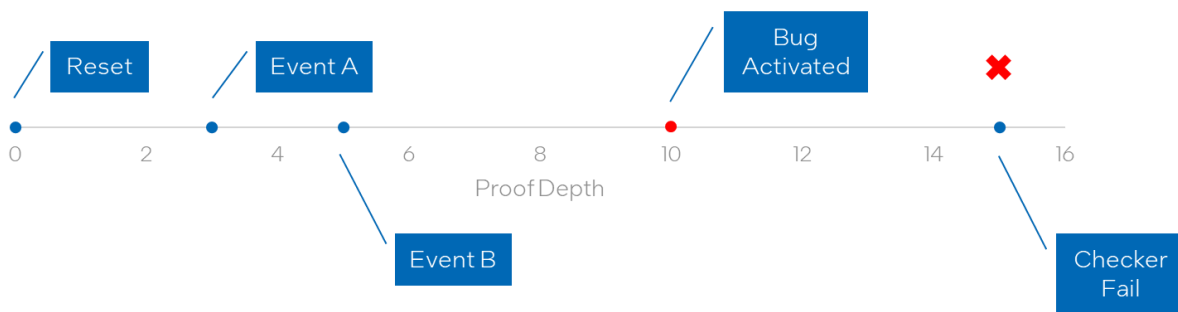 Reset
Event A
Bug
Activated
0
2
4
6
8
10
12
14
16
Proof Depth
Event B
Checker
Fail